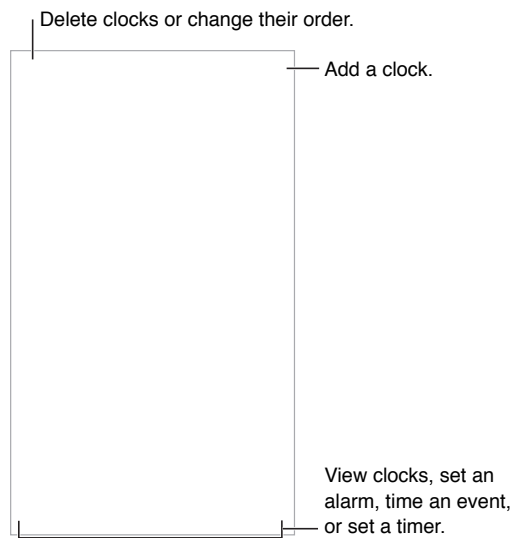 Delete clocks or change their order.
Add a clock.
View clocks, set an
alarm, time an event,
or set a timer.